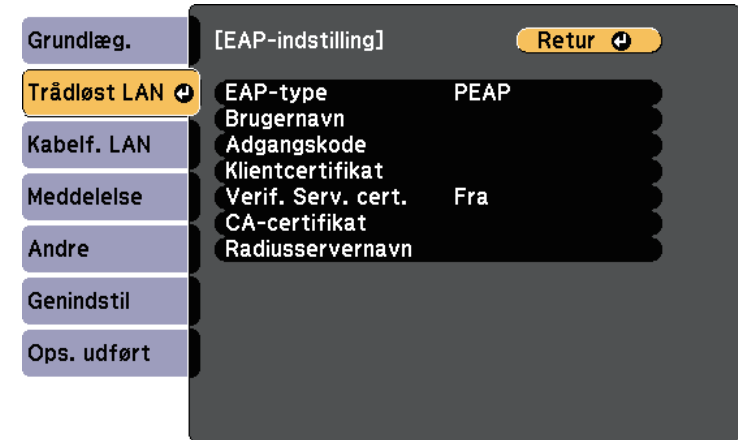 Grundlæg.
Trådløst LAN
Kabelf. LAN
Meddelelse
Andre
Genindstil
Ops. udført
[EAP-indstilling]
Retur
EAP-type PEAP
Brugernavn
Adgangskode
Klientcertifikat
Verif. Serv. cert. Fra
CA-certifikat
Radiusservernavn